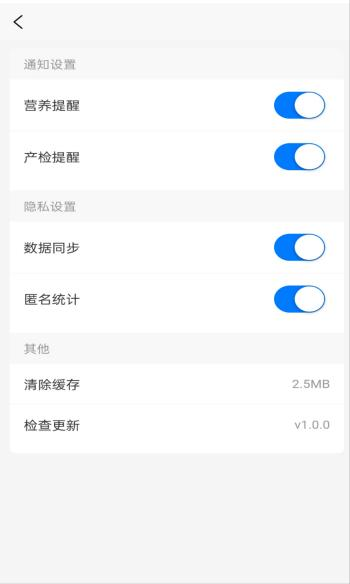 通知设置
营养提醒
产检提醒
隐私设置
数据同步
匿名统计
其他
清除缓存 2.5MB
检查更新 v1.0.0